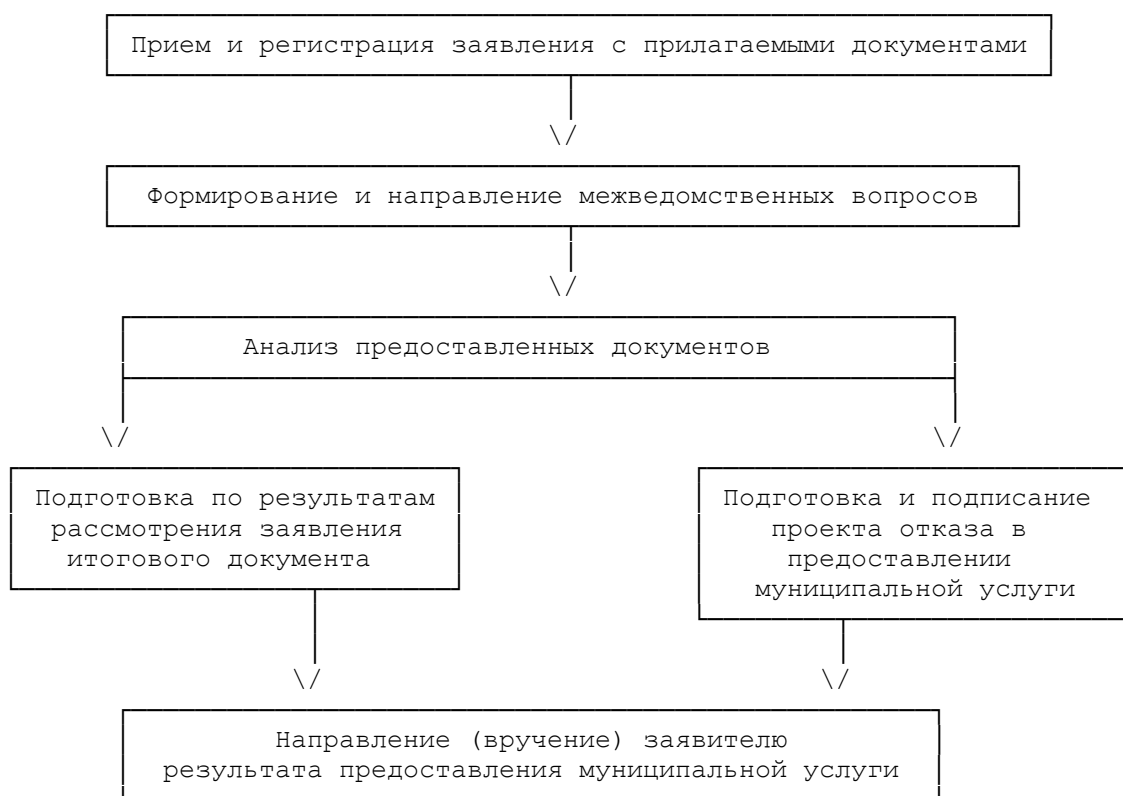 Прием и регистрация заявления с прилагаемыми документами
Формирование и направление межведомственных вопросов
Анализ предоставленных документов
Подготовка по результатам
рассмотрения заявления
итогового документа
Подготовка и подписание
проекта отказа в
предоставлении
муниципальной услуги
Направление (вручение) заявителю
результата предоставления муниципальной услуги